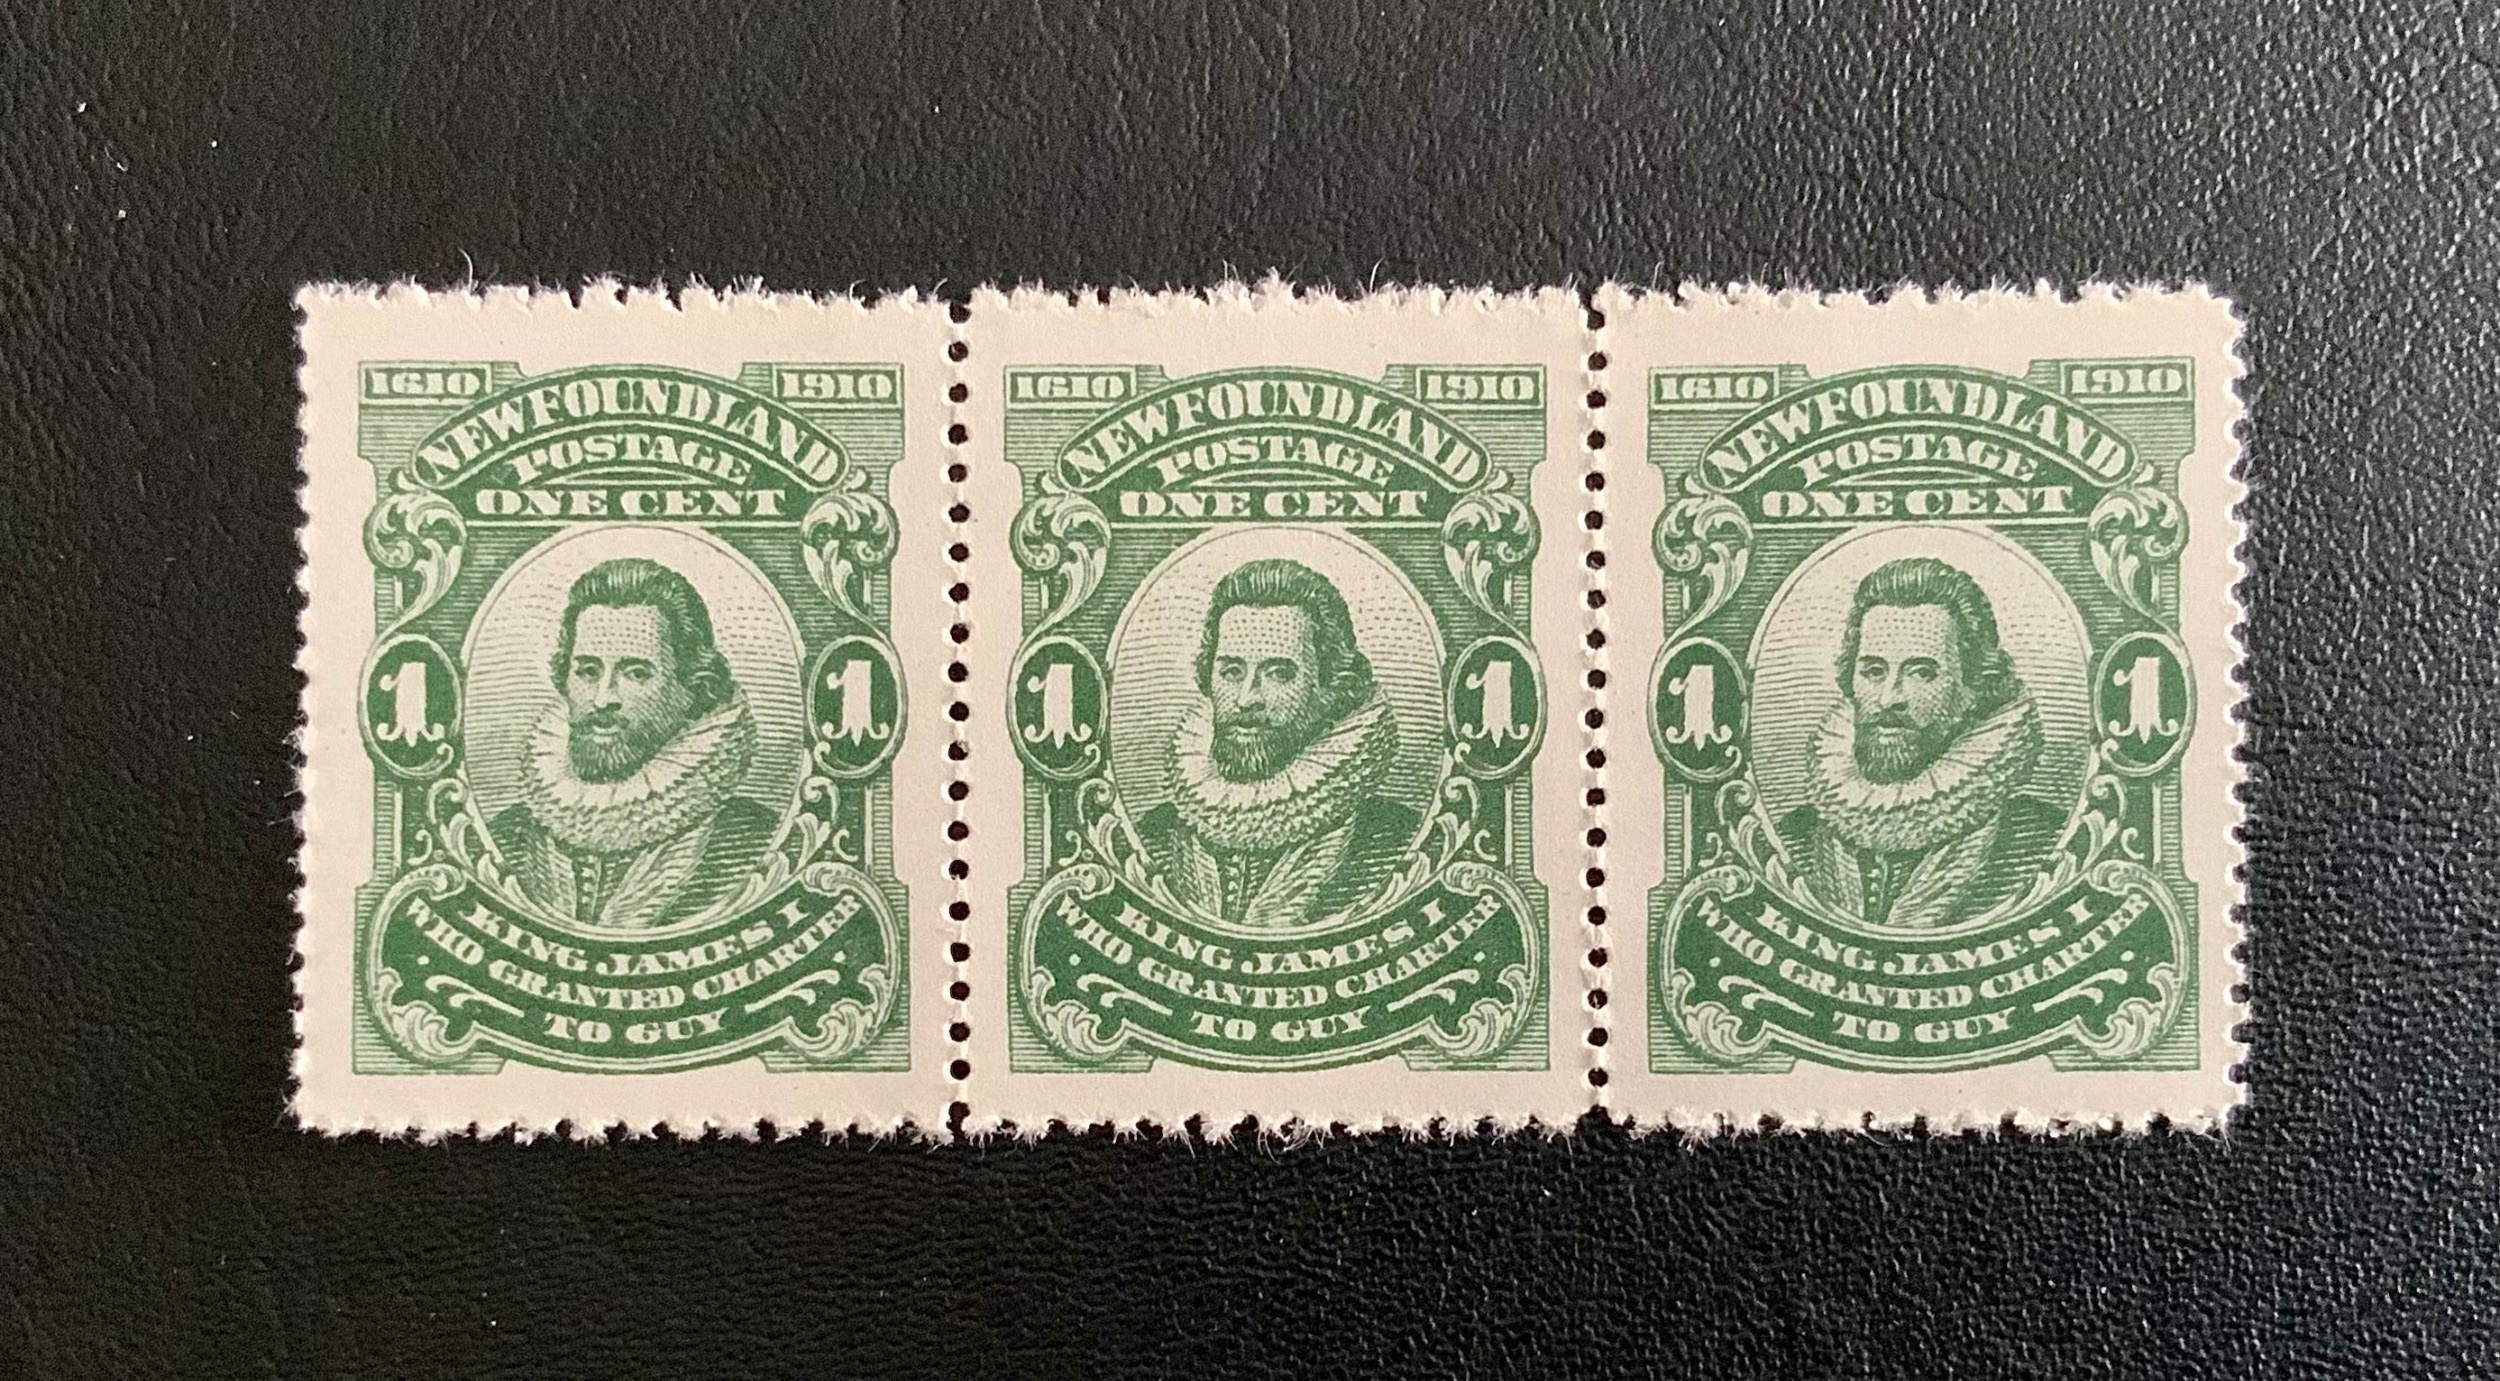 1610 1910
NEWFOUNDLAND
POSTAGE
ONE CENT
1 1
KING JAMES I
WHO GRANTED CHARTER
TO GUY
1610 1910
NEWFOUNDLAND
POSTAGE
ONE CENT
1 1
KING JAMES I
WHO GRANTED CHARTER
TO GUY
1610 1910
NEWFOUNDLAND
POSTAGE
ONE CENT
1 1
KING JAMES I
WHO GRANTED CHARTER
TO GUY